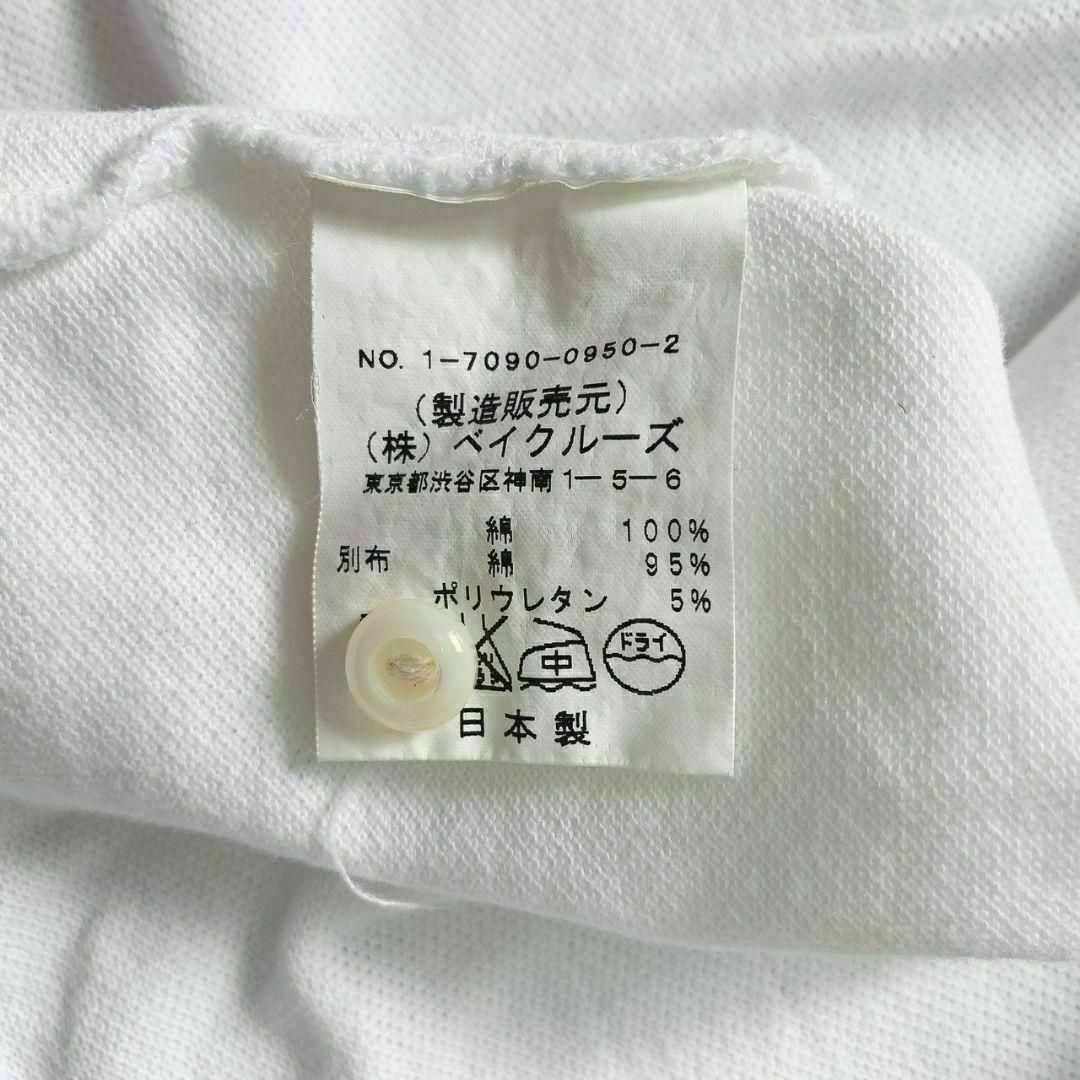 NO. 1-7090-0950-2
(製造販売元)
(株) ベイクルーズ
東京都渋谷区神南1-5-6
綿 100%
別布 綿 95%
ポリウレタン 5%
中 ドライ
日本製